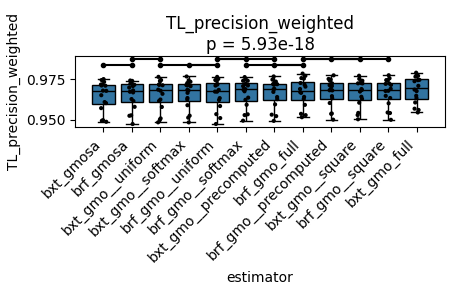 TL_precision_weighted
p = 5.93e-18
TL_precision_weighted
0.975
0.950
bxt_gmosa
brf_gmosa
bxt_gmo__uniform
bxt_gmo__softmax
brf_gmo__uniform
brf_gmo__softmax
bxt_gmo__precomputed
brf_gmo_full
brf_gmo__precomputed
bxt_gmo__square
brf_gmo__square
bxt_gmo_full
estimator